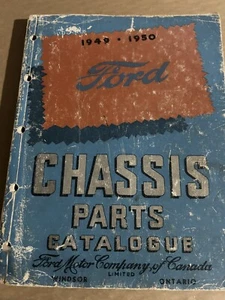 1949 • 1950
Ford
CHASSIS
PARTS
CATALOGUE
Ford Motor Company of Canada
LIMITED
WINDSOR ONTARIO